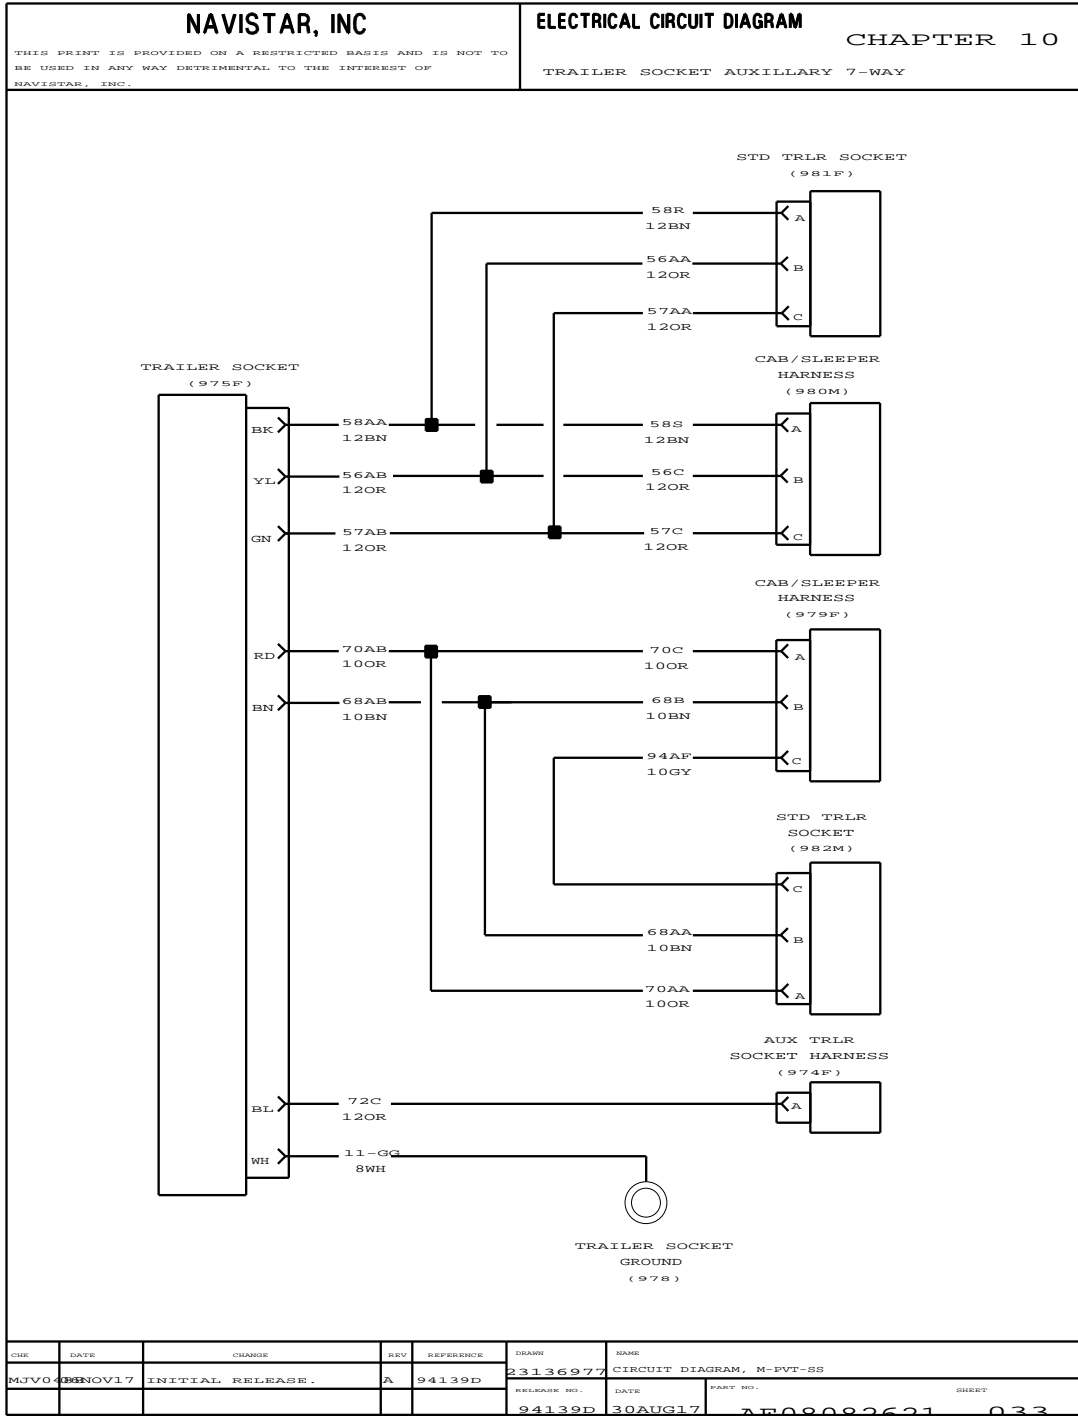 NAVISTAR, INC
THIS PRINT IS PROVIDED ON A RESTRICTED BASIS AND IS NOT TO
BE USED IN ANY WAY DETRIMENTAL TO THE INTEREST OF
NAVISTAR, INC.
ELECTRICAL CIRCUIT DIAGRAM
CHAPTER 10
TRAILER SOCKET AUXILLARY 7-WAY
STD TRLR SOCKET
(981F)
58R
12BN
A
56AA
12OR
B
57AA
12OR
C
TRAILER SOCKET
(975F)
CAB/SLEEPER
HARNESS
(980M)
BK
58AA
12BN
58S
12BN
A
YL
56AB
12OR
56C
12OR
B
GN
57AB
12OR
57C
12OR
C
CAB/SLEEPER
HARNESS
(979F)
RD
70AB
10OR
70C
10OR
A
BN
68AB
10BN
68B
10BN
B
94AF
10GY
C
STD TRLR
SOCKET
(982M)
C
68AA
10BN
B
70AA
10OR
A
AUX TRLR
SOCKET HARNESS
(974F)
BL
72C
12OR
A
WH
11-GG
8WH
TRAILER SOCKET
GROUND
(978)
CHK DATE CHANGE REV REFERENCE
INITIAL RELEASE. A 94139D
DRAWN
23136977
NAME
CIRCUIT DIAGRAM, M-PVT-SS
RELEASE NO.
94139D
DATE
30AUG17
PART NO.
SHEET
033